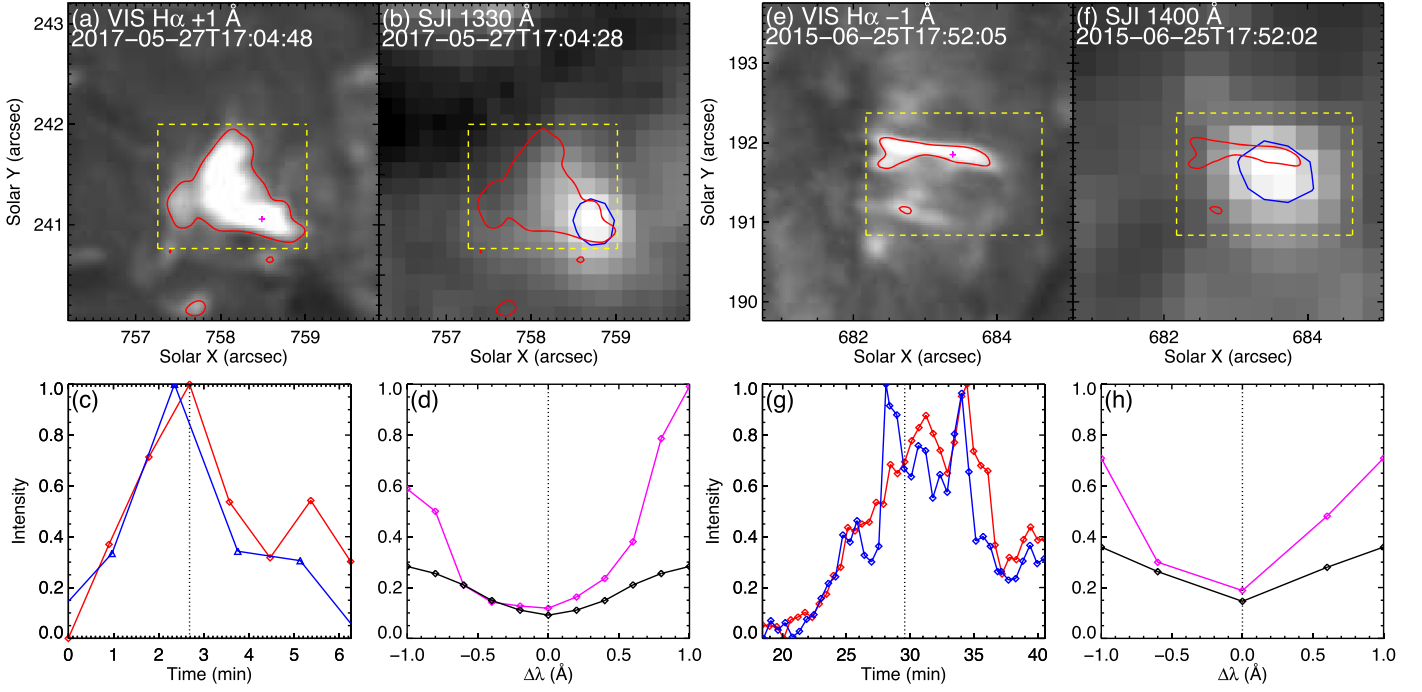 (a) VIS Hα +1 Å
2017−05−27T17:04:48
(b) SJI 1330 Å
2017−05−27T17:04:28
(e) VIS Hα −1 Å
2015−06−25T17:52:05
(f) SJI 1400 Å
2015−06−25T17:52:02
243
242
241
Solar Y (arcsec)
757 758 759
Solar X (arcsec)
757 758 759
Solar X (arcsec)
193
192
191
190
Solar Y (arcsec)
682 684
Solar X (arcsec)
682 684
Solar X (arcsec)
(c)
1.0
0.8
0.6
0.4
0.2
0.0
Intensity
0 1 2 3 4 5 6
Time (min)
(d)
1.0
0.8
0.6
0.4
0.2
0.0
−1.0 −0.5 0.0 0.5 1.0
Δλ (Å)
(g)
1.0
0.8
0.6
0.4
0.2
0.0
Intensity
20 25 30 35 40
Time (min)
(h)
1.0
0.8
0.6
0.4
0.2
0.0
−1.0 −0.5 0.0 0.5 1.0
Δλ (Å)